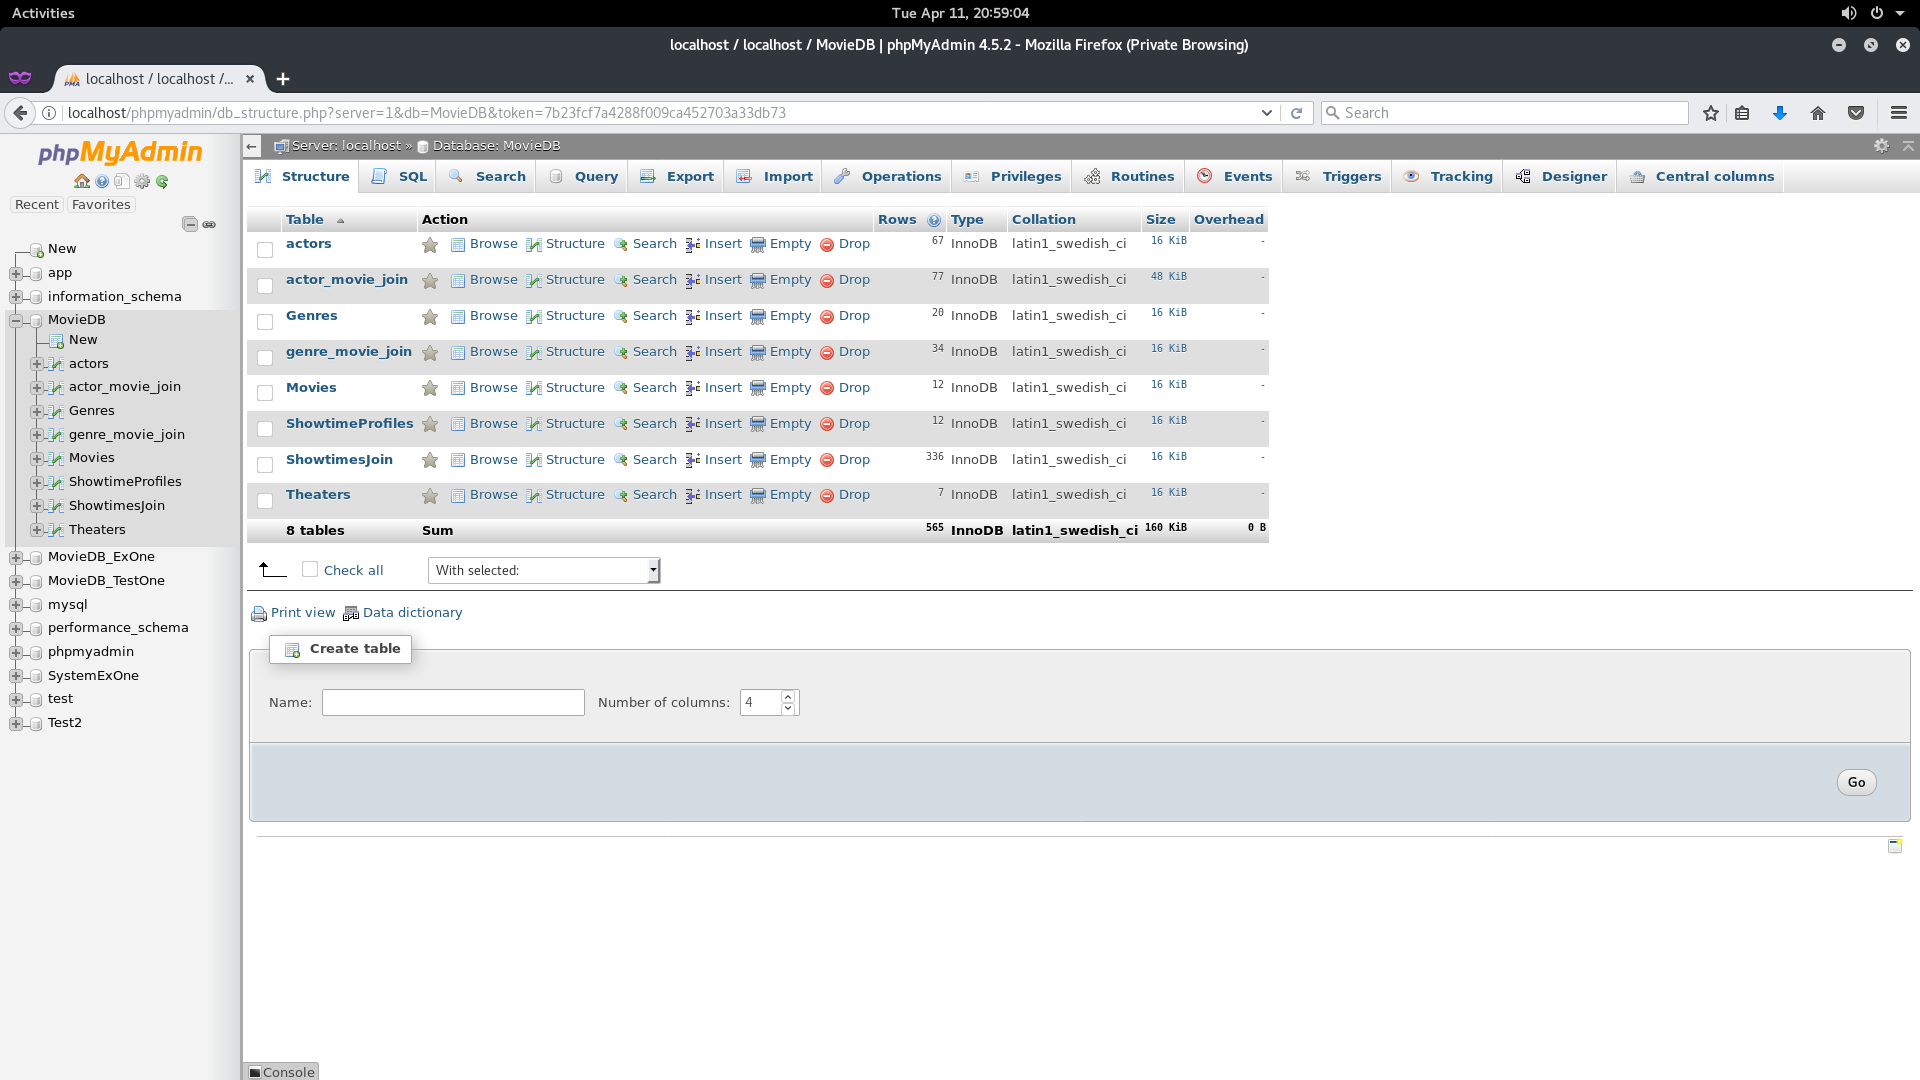 Activities
Tue Apr 11, 20:59:04
localhost / localhost / MovieDB | phpMyAdmin 4.5.2 - Mozilla Firefox (Private Browsing)
localhost / localhost /...
localhost/phpmyadmin/db_structure.php?server=1&db=MovieDB&token=7b23fcf7a4288f009ca452703a33db73
Search
phpMyAdmin
Recent Favorites
New
app
information_schema
MovieDB
New
actors
actor_movie_join
Genres
genre_movie_join
Movies
ShowtimeProfiles
ShowtimesJoin
Theaters
MovieDB_ExOne
MovieDB_TestOne
mysql
performance_schema
phpmyadmin
SystemExOne
test
Test2
Server: localhost » Database: MovieDB
Structure SQL Search Query Export Import Operations Privileges Routines Events Triggers Tracking Designer Central columns
Table Action Rows Type Collation Size Overhead
actors Browse Structure Search Insert Empty Drop 67 InnoDB latin1_swedish_ci 16 KiB -
actor_movie_join Browse Structure Search Insert Empty Drop 77 InnoDB latin1_swedish_ci 48 KiB -
Genres Browse Structure Search Insert Empty Drop 20 InnoDB latin1_swedish_ci 16 KiB -
genre_movie_join Browse Structure Search Insert Empty Drop 34 InnoDB latin1_swedish_ci 16 KiB -
Movies Browse Structure Search Insert Empty Drop 12 InnoDB latin1_swedish_ci 16 KiB -
ShowtimeProfiles Browse Structure Search Insert Empty Drop 12 InnoDB latin1_swedish_ci 16 KiB -
ShowtimesJoin Browse Structure Search Insert Empty Drop 336 InnoDB latin1_swedish_ci 16 KiB -
Theaters Browse Structure Search Insert Empty Drop 7 InnoDB latin1_swedish_ci 16 KiB -
8 tables Sum 565 InnoDB latin1_swedish_ci 160 KiB 0 B
Check all With selected:
Print view Data dictionary
Create table
Name: Number of columns: 4
Go
Console